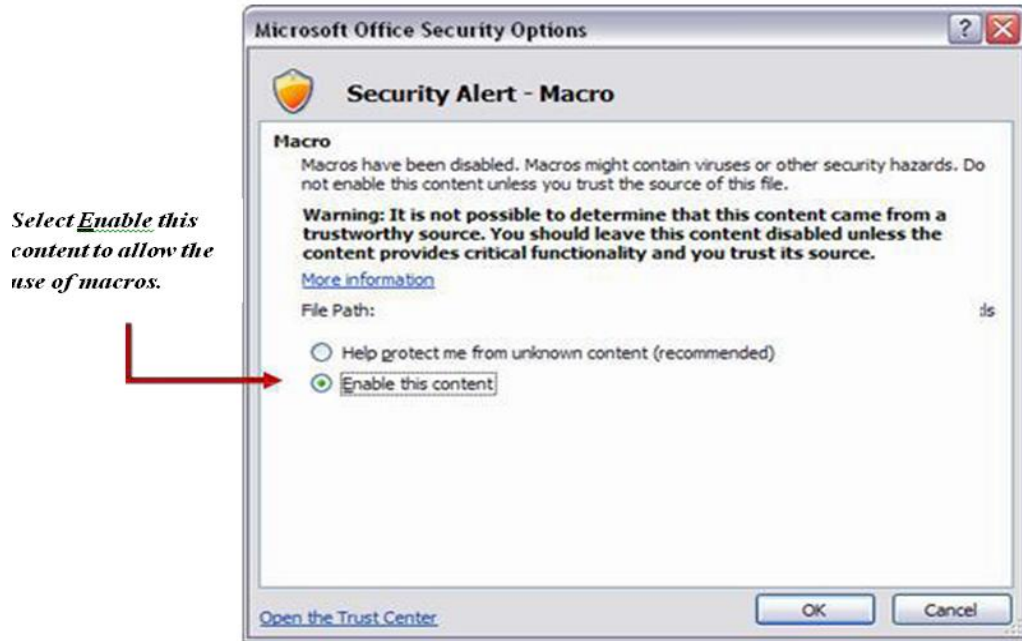 Microsoft Office Security Options
Security Alert - Macro
Macro
Macros have been disabled. Macros might contain viruses or other security hazards. Do
not enable this content unless you trust the source of this file.
Warning: It is not possible to determine that this content came from a
trustworthy source. You should leave this content disabled unless the
content provides critical functionality and you trust its source.
More information
File Path:
Help protect me from unknown content (recommended)
Enable this content
Open the Trust Center
OK
Cancel
Select Enable this
content to allow the
use of macros.